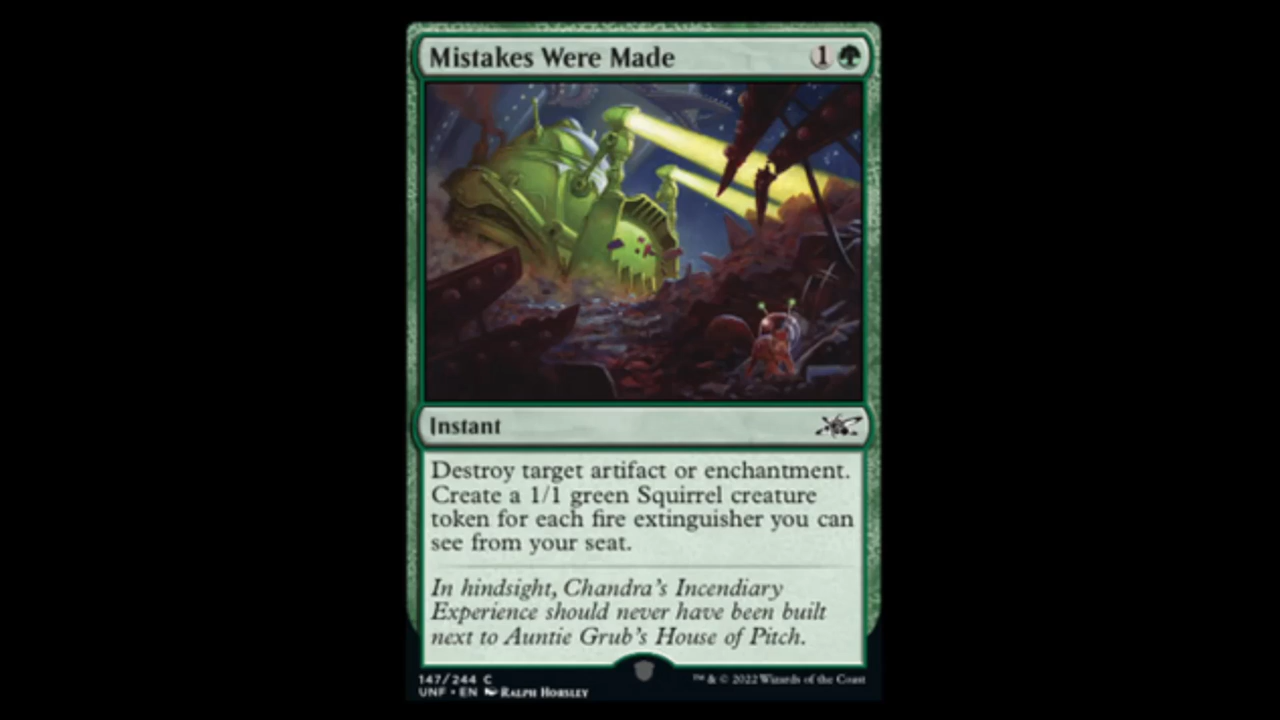 Mistakes Were Made 1
Instant
Destroy target artifact or enchantment.
Create a 1/1 green Squirrel creature
token for each fire extinguisher you can
see from your seat.
In hindsight, Chandra's Incendiary
Experience should never have been built
next to Auntie Grub's House of Pitch.
147/244 C
™ & © 2022 Wizards of the Coast
UNF • EN RALPH HORSLEY